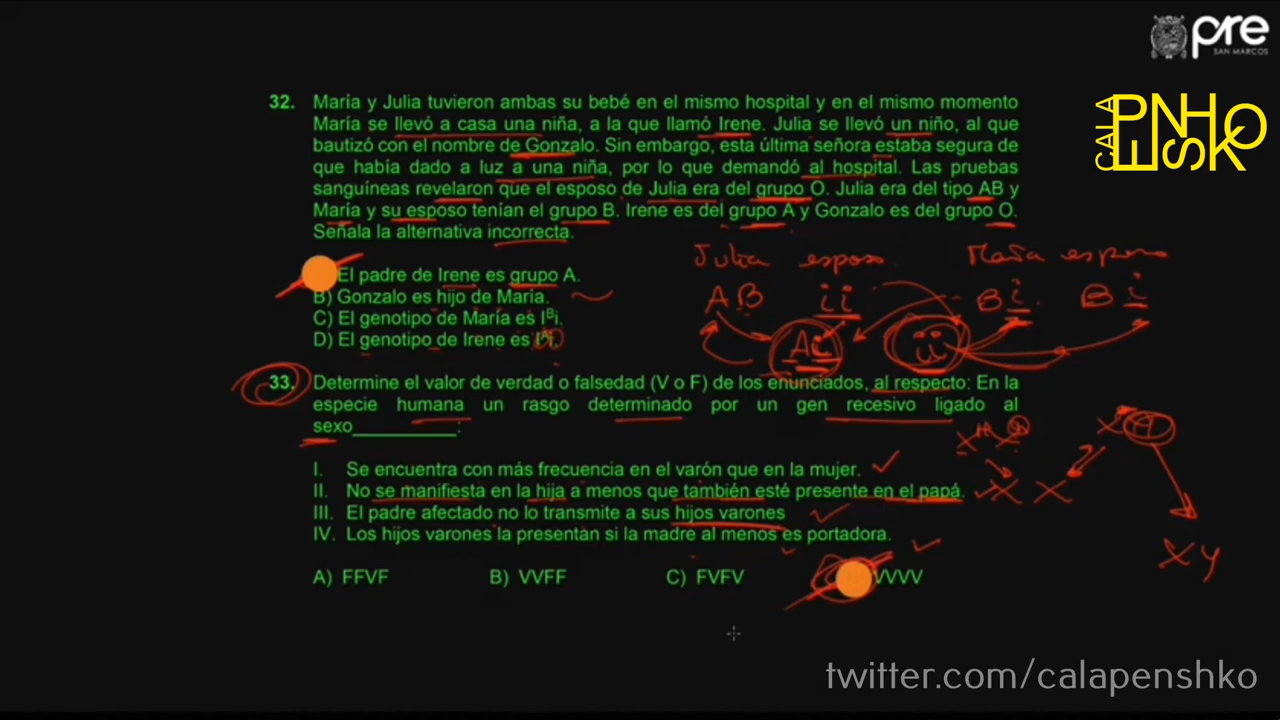 pre
SAN MARCOS
CALA
PENSHKO
32. María y Julia tuvieron ambas su bebé en el mismo hospital y en el mismo momento
María se llevó a casa una niña, a la que llamó Irene. Julia se llevó un niño, al que
bautizó con el nombre de Gonzalo. Sin embargo, esta última señora estaba segura de
que había dado a luz a una niña, por lo que demandó al hospital. Las pruebas
sanguíneas revelaron que el esposo de Julia era del grupo O. Julia era del tipo AB y
María y su esposo tenían el grupo B. Irene es del grupo A y Gonzalo es del grupo O.
Señala la alternativa incorrecta.
Julia esposo María esposo
El padre de Irene es grupo A.
B) Gonzalo es hijo de María.
AB ii Bi Bi
C) El genotipo de María es IᴮI.
D) El genotipo de Irene es
Ai ii
33. Determine el valor de verdad o falsedad (V o F) de los enunciados, al respecto: En la
especie humana un rasgo determinado por un gen recesivo ligado al
sexo__________:
I. Se encuentra con más frecuencia en el varón que en la mujer.
II. No se manifiesta en la hija a menos que también esté presente en el papá.
X X
III. El padre afectado no lo transmite a sus hijos varones
IV. Los hijos varones la presentan si la madre al menos es portadora.
XY
A) FFVF B) VVFF C) FVFV VVVV
twitter.com/calapenshko